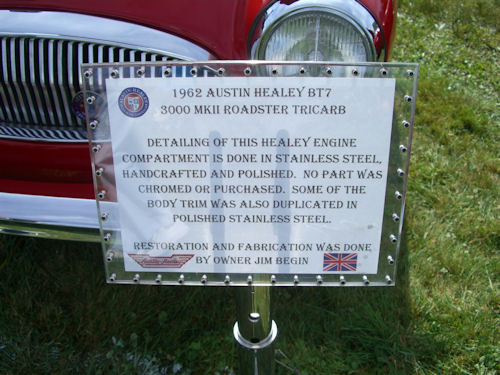 1962 AUSTIN HEALEY BT7
3000 MKII ROADSTER TRICARB
DETAILING OF THIS HEALEY ENGINE
COMPARTMENT IS DONE IN STAINLESS STEEL,
HANDCRAFTED AND POLISHED. NO PART WAS
CHROMED OR PURCHASED. SOME OF THE
BODY TRIM WAS ALSO DUPLICATED IN
POLISHED STAINLESS STEEL.
RESTORATION AND FABRICATION WAS DONE
BY OWNER JIM BEGIN